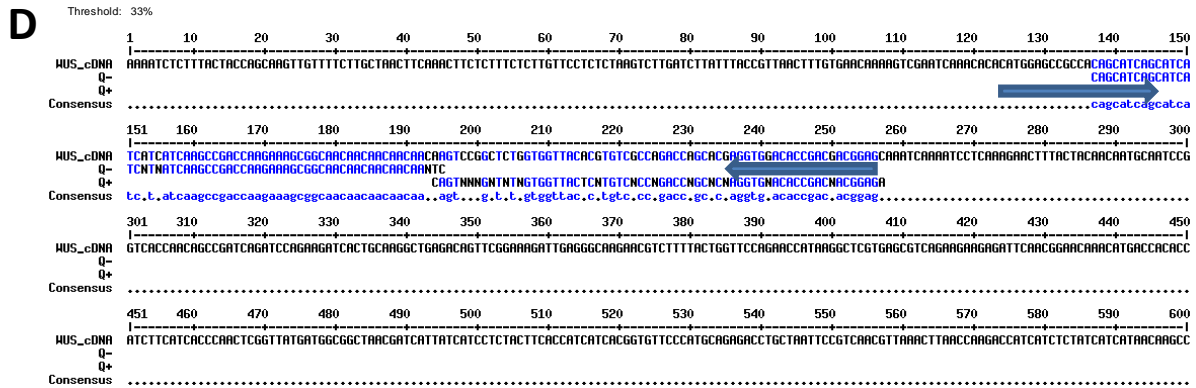 D
Threshold: 33%
1 10 20 30 40 50 60 70 80 90 100 110 120 130 140 150
|--------+---------+---------+---------+---------+---------+---------+---------+---------+---------+---------+---------+---------+---------+---------|
WUS_cDNA AAAATCTCTTTACTACCAGCAAGTTGTTTTCTTGCTAACTTCAAACTTCTCTTTCTCTTGTTCCTCTCTAAGTCTTGATCTTATTTACCGTTAACTTTGTGAACAAAAGTCGAATCAAACACACATGGAGCCGCCACAGCATCAGCATCA
Q- CAGCATCAGCATCA
Q+
Consensus ........................................................................................................................................cagcatcagcatca
151 160 170 180 190 200 210 220 230 240 250 260 270 280 290 300
|--------+---------+---------+---------+---------+---------+---------+---------+---------+---------+---------+---------+---------+---------+---------|
WUS_cDNA TCATCATCAAGCCGACCAAGAAAGCGGCAACAACAACAACAACAAGTCCGGCTCTGGTGGTTACACGTGTCGCCAGACCAGCACGAGGTGGACACCGACGACGGAGCAAATCAAAATCCTCAAAGAACTTTACTACAACAATGCAATCCG
Q- TCNTNATCAAGCCGACCAAGAAAGCGGCAACAACAACAACAANTC
Q+ CAGTNNNGNTNTNGTGGTTACTCNTGTCNCCNGACCNGCNCNAGGTGNACACCGACNACGGAGA
Consensus tc.t.atcaagccgaccaagaaagcggcaacaacaacaacaa..agt...g.t.t.gtggttac.c.tgtc.cc.gacc.gc.c.aggtg.acaccgac.acggag............................................
301 310 320 330 340 350 360 370 380 390 400 410 420 430 440 450
|--------+---------+---------+---------+---------+---------+---------+---------+---------+---------+---------+---------+---------+---------+---------|
WUS_cDNA GTCACCAACAGCCGATCAGATCCAGAAGATCACTGCAAGGCTGAGACAGTTCGGAAAGATTGAGGGCAAGAACGTCTTTTACTGGTTCCAGAACCATAAGGCTCGTGAGCGTCAGAAGAAGAGATTCAACGGAACAAACATGACCACACC
Q-
Q+
Consensus ......................................................................................................................................................
451 460 470 480 490 500 510 520 530 540 550 560 570 580 590 600
|--------+---------+---------+---------+---------+---------+---------+---------+---------+---------+---------+---------+---------+---------+---------|
WUS_cDNA ATCTTCATCACCCAACTCGGTTATGATGGCGGCTAACGATCATTATCATCCTCTACTTCACCATCATCACGGTGTTCCCATGCAGAGACCTGCTAATTCCGTCAACGTTAAACTTAACCAAGACCATCATCTCTATCATCATAACAAGCC
Q-
Q+
Consensus ......................................................................................................................................................